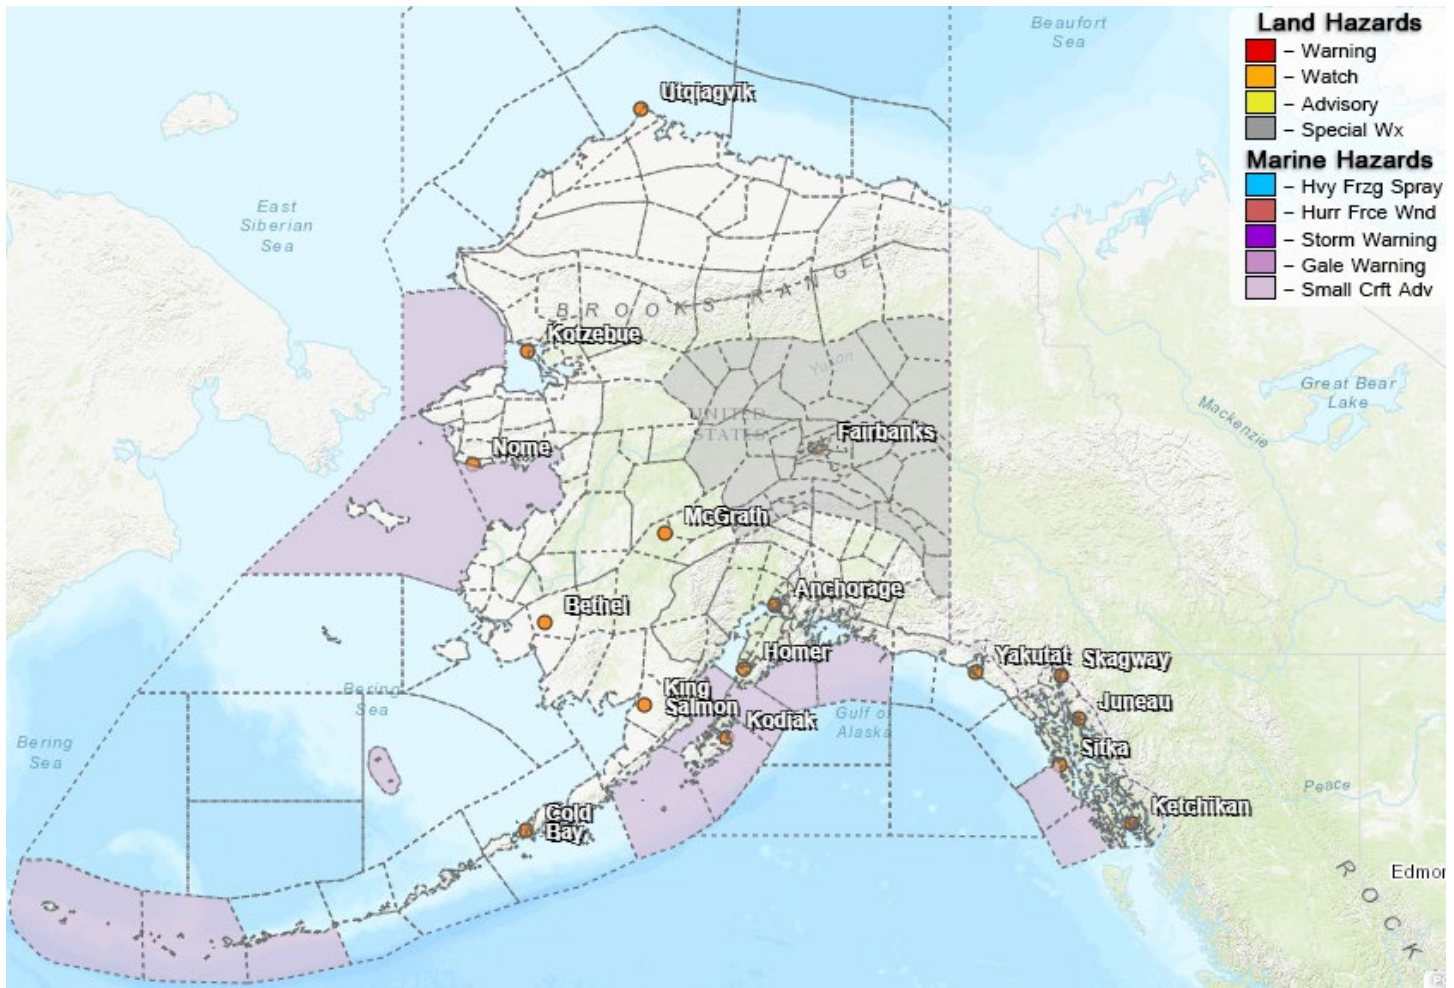 Beaufort
Sea
Land Hazards
– Warning
– Watch
– Advisory
– Special Wx
Marine Hazards
– Hvy Frzg Spray
– Hurr Frce Wnd
– Storm Warning
– Gale Warning
– Small Crft Adv
Utqiagvik
East
Siberian
Sea
BROOKS RANGE
Kotzebue
Yukon
Great Bear
Lake
Mackenzie
UNITED
STATES
Fairbanks
Nome
McGrath
Anchorage
Bethel
Homer
Yakutat
Skagway
King
Salmon
Juneau
Bering
Sea
Kodiak
Gulf of
Alaska
Sitka
Bering
Sea
Peace
Cold
Bay
Ketchikan
Edmor
ROCK